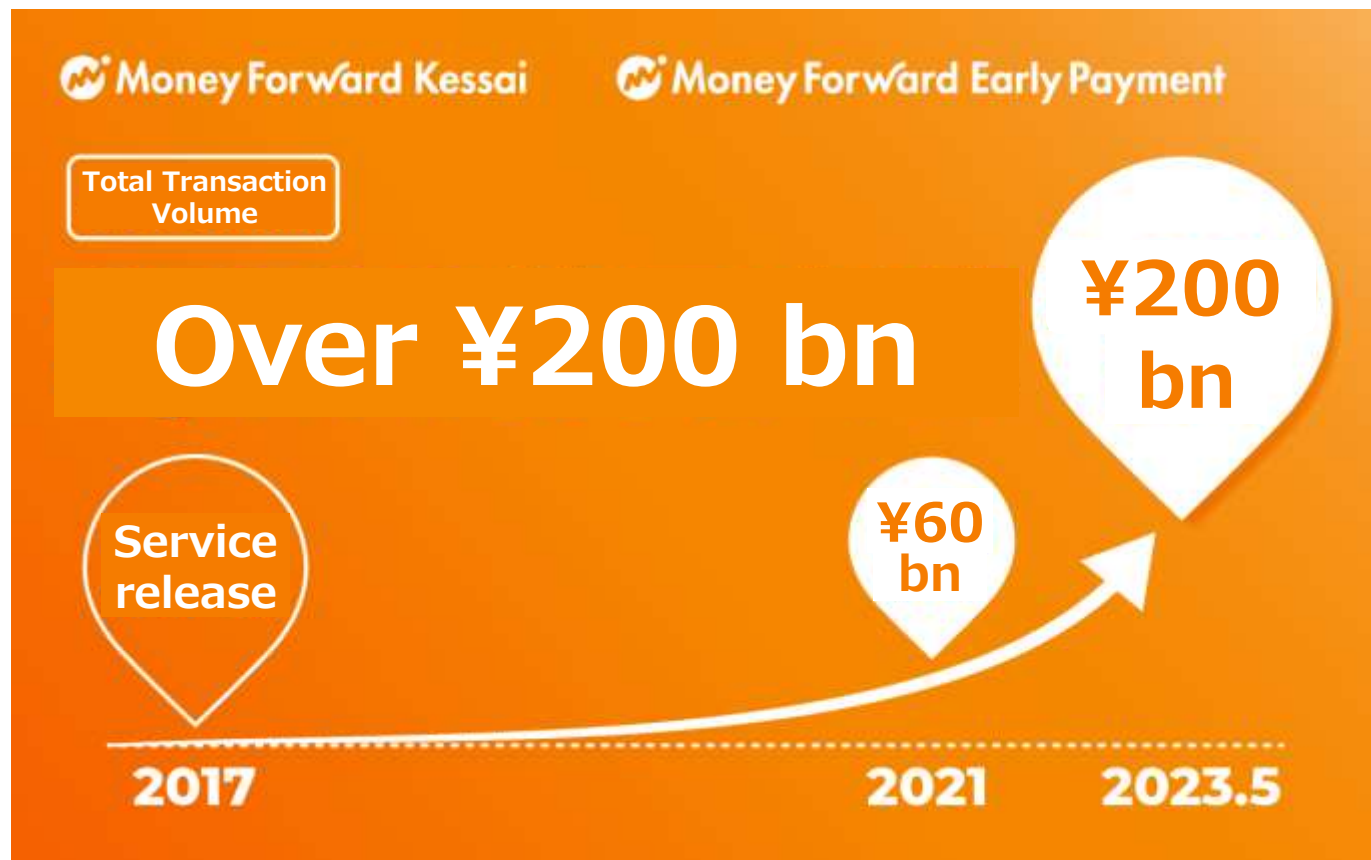 Money Forward Kessai
Money Forward Early Payment
Total Transaction
Volume
Over ¥200 bn
¥200
bn
Service
release
¥60
bn
2017
2021
2023.5